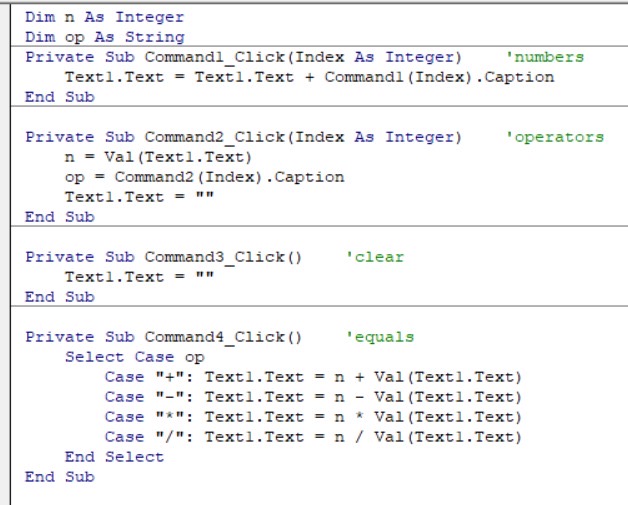 Dim n As Integer
Dim op As String
Private Sub Command1_Click(Index As Integer)    'numbers
    Text1.Text = Text1.Text + Command1(Index).Caption
End Sub

Private Sub Command2_Click(Index As Integer)    'operators
    n = Val(Text1.Text)
    op = Command2(Index).Caption
    Text1.Text = ""
End Sub

Private Sub Command3_Click()    'clear
    Text1.Text = ""
End Sub

Private Sub Command4_Click()    'equals
    Select Case op
        Case "+": Text1.Text = n + Val(Text1.Text)
        Case "-": Text1.Text = n - Val(Text1.Text)
        Case "*": Text1.Text = n * Val(Text1.Text)
        Case "/": Text1.Text = n / Val(Text1.Text)
    End Select
End Sub